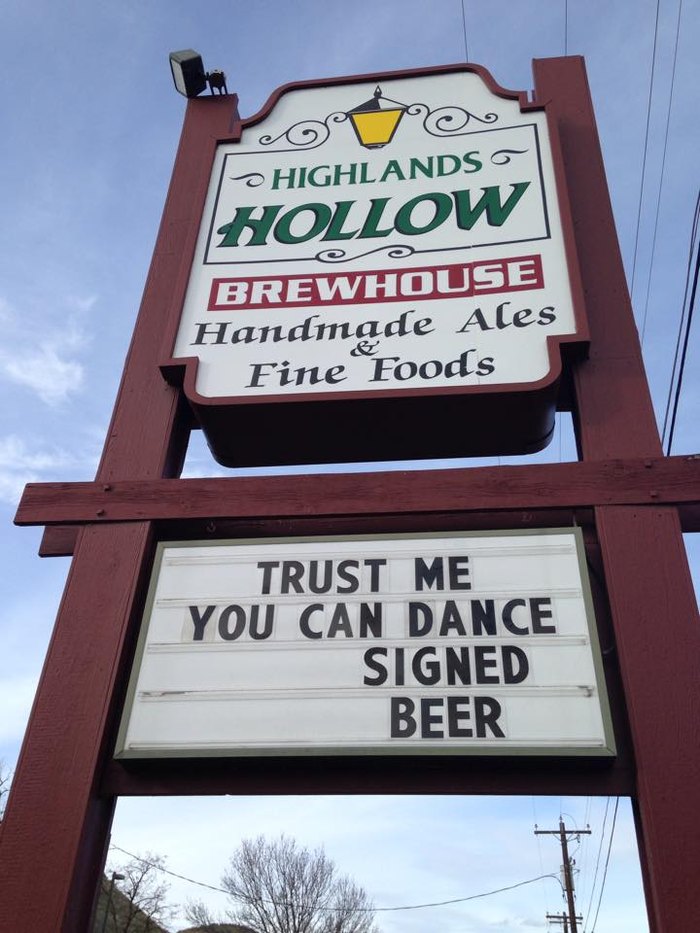 HIGHLANDS
HOLLOW
BREWHOUSE
Handmade Ales
&
Fine Foods
TRUST ME
YOU CAN DANCE
SIGNED
BEER